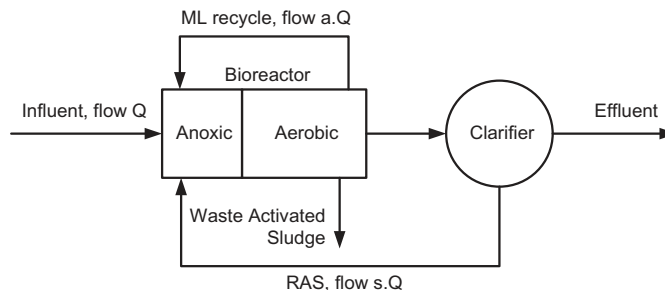 ML recycle, flow a.Q
Bioreactor
Influent, flow Q
Anoxic
Aerobic
Clarifier
Effluent
Waste Activated
Sludge
RAS, flow s.Q